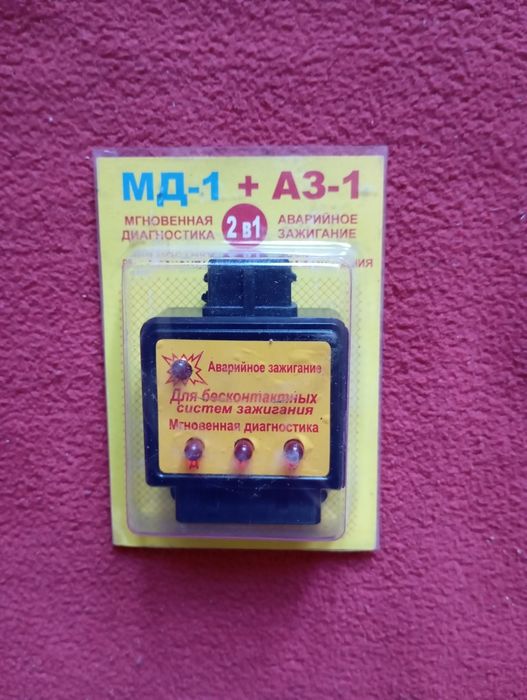 МД-1 + АЗ-1
МГНОВЕННАЯ ДИАГНОСТИКА
2 в 1
АВАРИЙНОЕ ЗАЖИГАНИЕ
Аварийное зажигание
Для бесконтактных
систем зажигания
Мгновенная диагностика